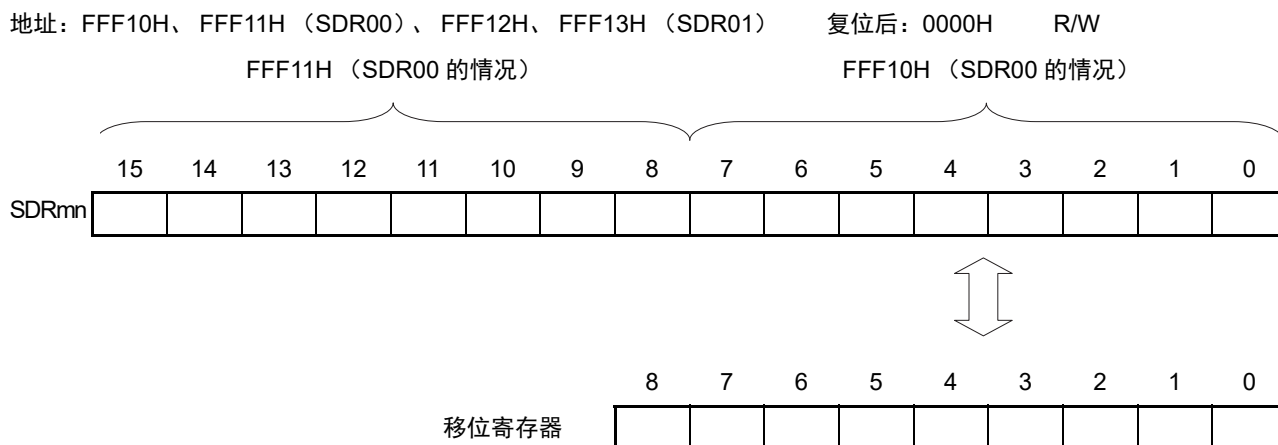 地址：FFF10H、 FFF11H （SDR00）、 FFF12H、 FFF13H （SDR01） 复位后：0000H R/W
FFF11H （SDR00 的情况） FFF10H （SDR00 的情况）
15 14 13 12 11 10 9 8 7 6 5 4 3 2 1 0
SDRmn
8 7 6 5 4 3 2 1 0
移位寄存器